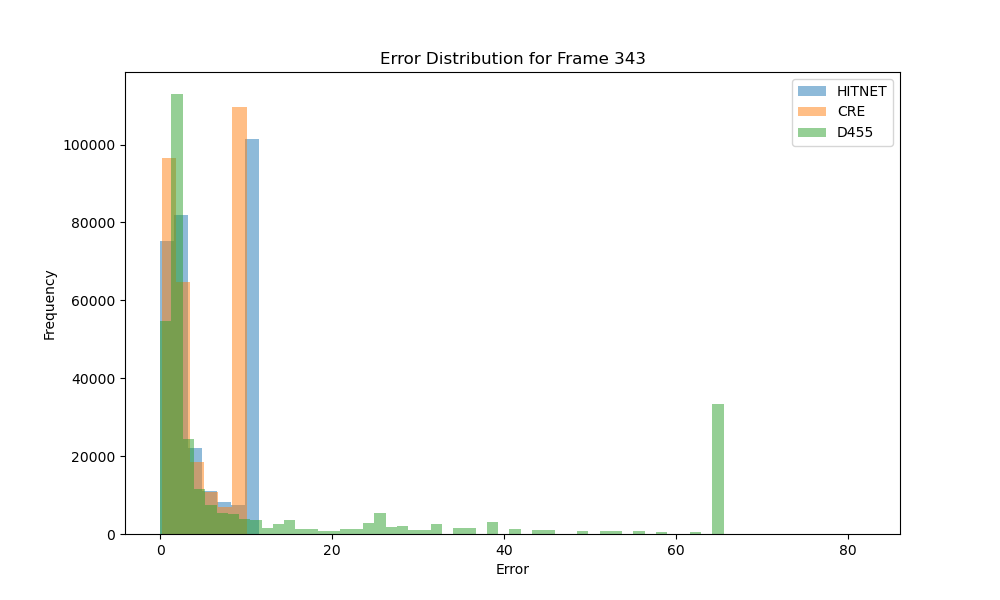 Error Distribution for Frame 343
HITNET
CRE
D455
Frequency
100000
80000
60000
40000
20000
0
0 20 40 60 80
Error